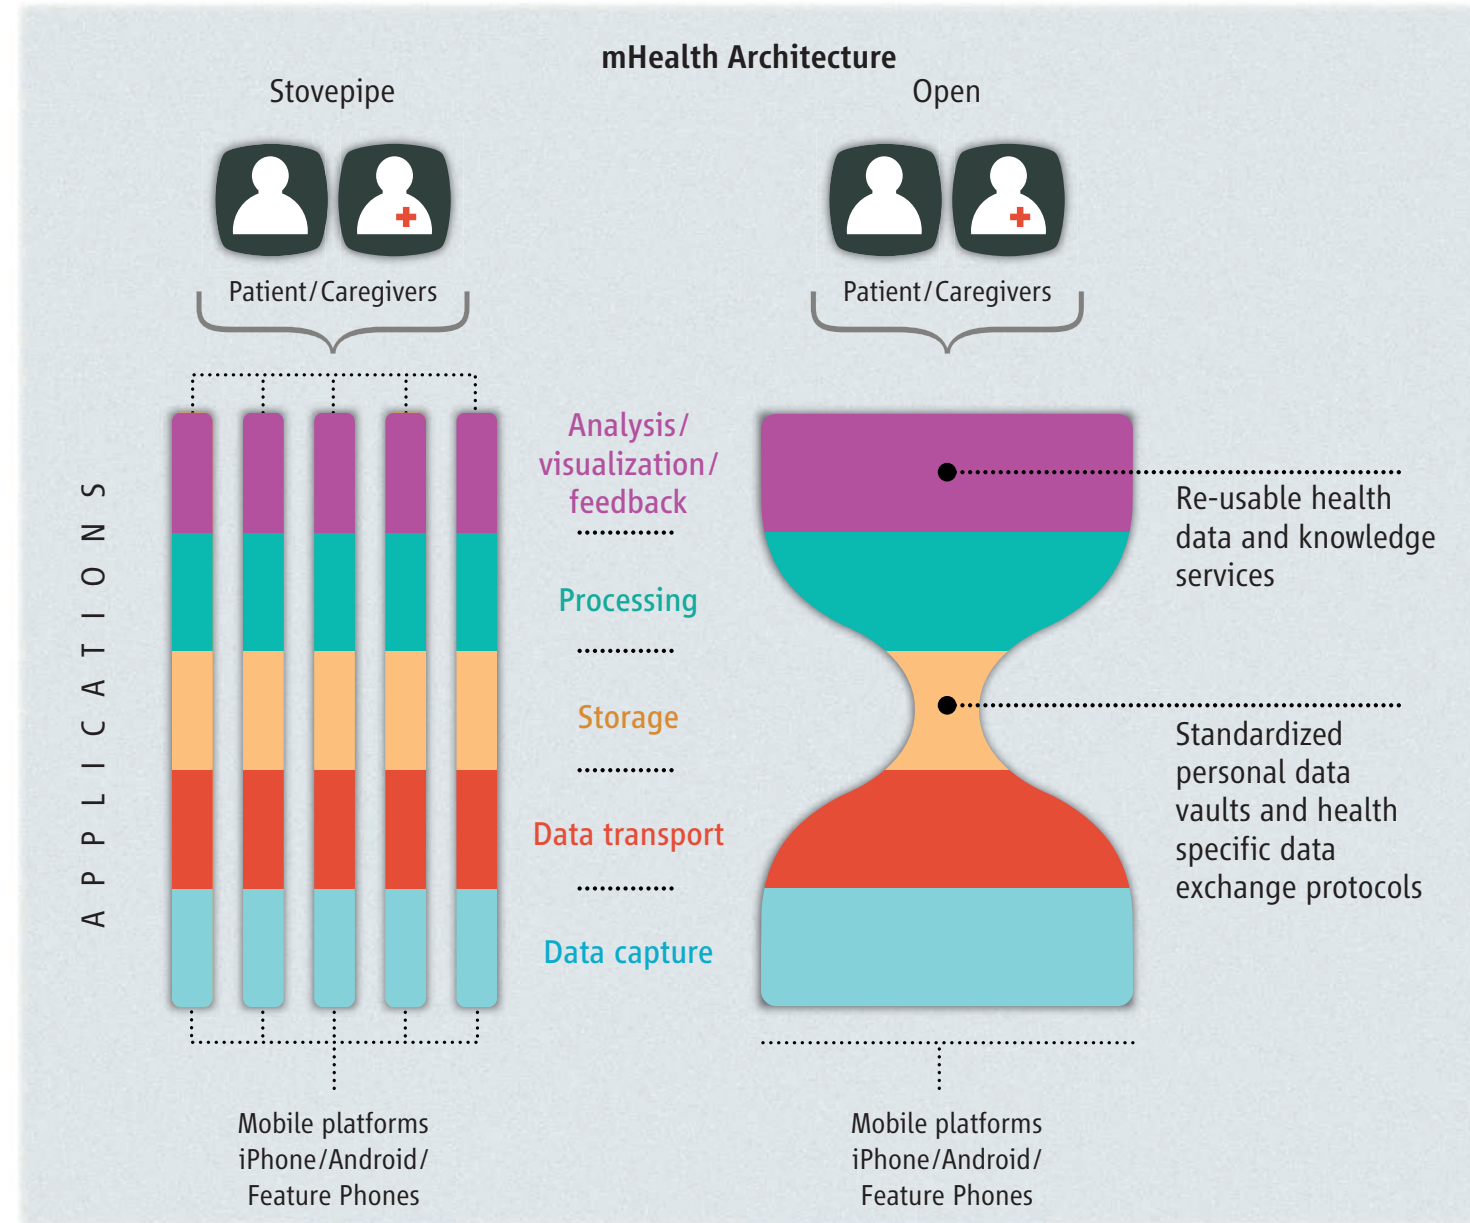 mHealth Architecture
Stovepipe
Open
Patient/Caregivers
Patient/Caregivers
APPLICATIONS
Analysis/
visualization/
feedback
Processing
Storage
Data transport
Data capture
Re-usable health
data and knowledge
services
Standardized
personal data
vaults and health
specific data
exchange protocols
Mobile platforms
iPhone/Android/
Feature Phones
Mobile platforms
iPhone/Android/
Feature Phones